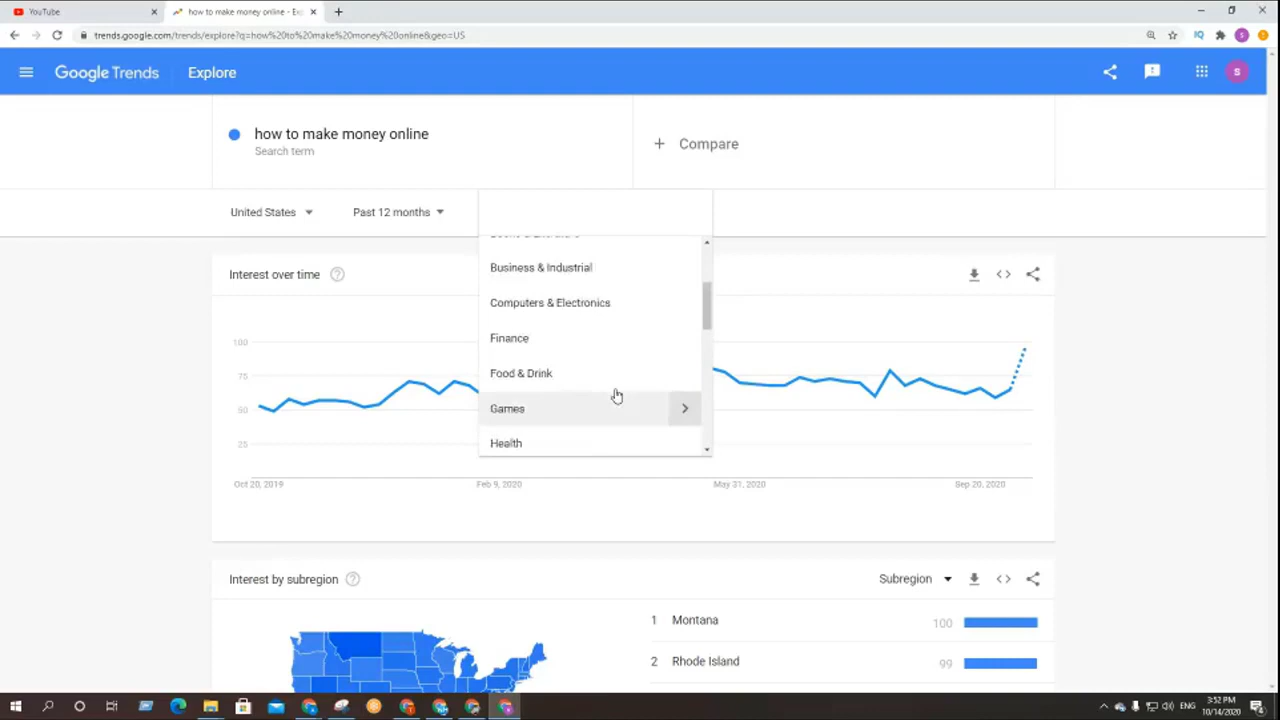 YouTube
how to make money online - Exp
trends.google.com/trends/explore?q=how%20to%20make%20money%20online&geo=US
Google Trends
Explore
S
how to make money online
Search term
+ Compare
United States
Past 12 months
Business & Industrial
Computers & Electronics
Finance
Food & Drink
Games
Health
Interest over time
100
75
50
25
Oct 20, 2019
Feb 9, 2020
May 31, 2020
Sep 20, 2020
Interest by subregion
Subregion
1 Montana 100
2 Rhode Island 99
ENG
3:52 PM
10/14/2020